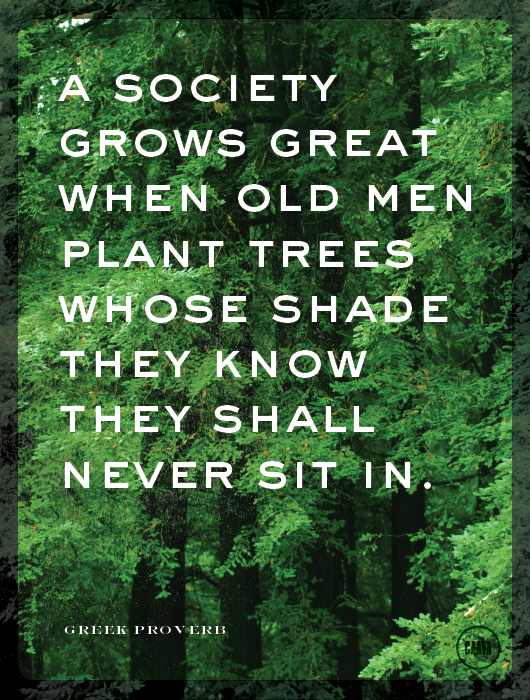 A SOCIETY
GROWS GREAT
WHEN OLD MEN
PLANT TREES
WHOSE SHADE
THEY KNOW
THEY SHALL
NEVER SIT IN.
GREEK PROVERB